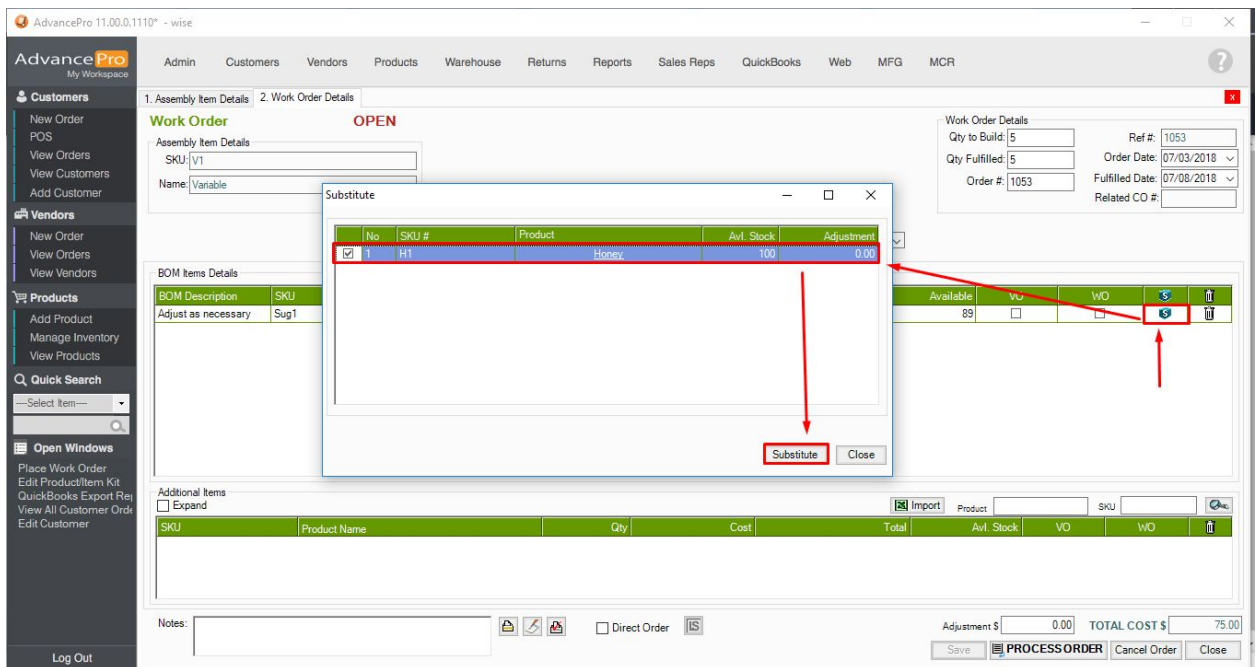 AdvancePro 11.00.0.1110* - wise
AdvancePro
My Workspace
Admin Customers Vendors Products Warehouse Returns Reports Sales Reps QuickBooks Web MFG MCR
?
Customers
New Order
POS
View Orders
View Customers
Add Customer
Vendors
New Order
View Orders
View Vendors
Products
Add Product
Manage Inventory
View Products
Quick Search
---Select Item---
Open Windows
Place Work Order
Edit Product/Item Kit
QuickBooks Export Rep
View All Customer Orde
Edit Customer
Log Out
1. Assembly Item Details 2. Work Order Details
x
Work Order OPEN
Assembly Item Details
SKU: V1
Name: Variable
Work Order Details
Qty to Build: 5 Ref #: 1053
Qty Fulfilled: 5 Order Date: 07/03/2018
Order #: 1053 Fulfilled Date: 07/08/2018
Related CO #:
Substitute
No SKU # Product Avl. Stock Adjustment
1 H1 Honey 100 0.00
Substitute Close
BOM Items Details
BOM Description SKU Available VO WO S
Adjust as necessary Sug1 89 S
Additional Items
Expand Import Product SKU
SKU Product Name Qty Cost Total Avl. Stock VO WO
Notes: Direct Order LS Adjustment $ 0.00 TOTAL COST $ 75.00
Save PROCESS ORDER Cancel Order Close